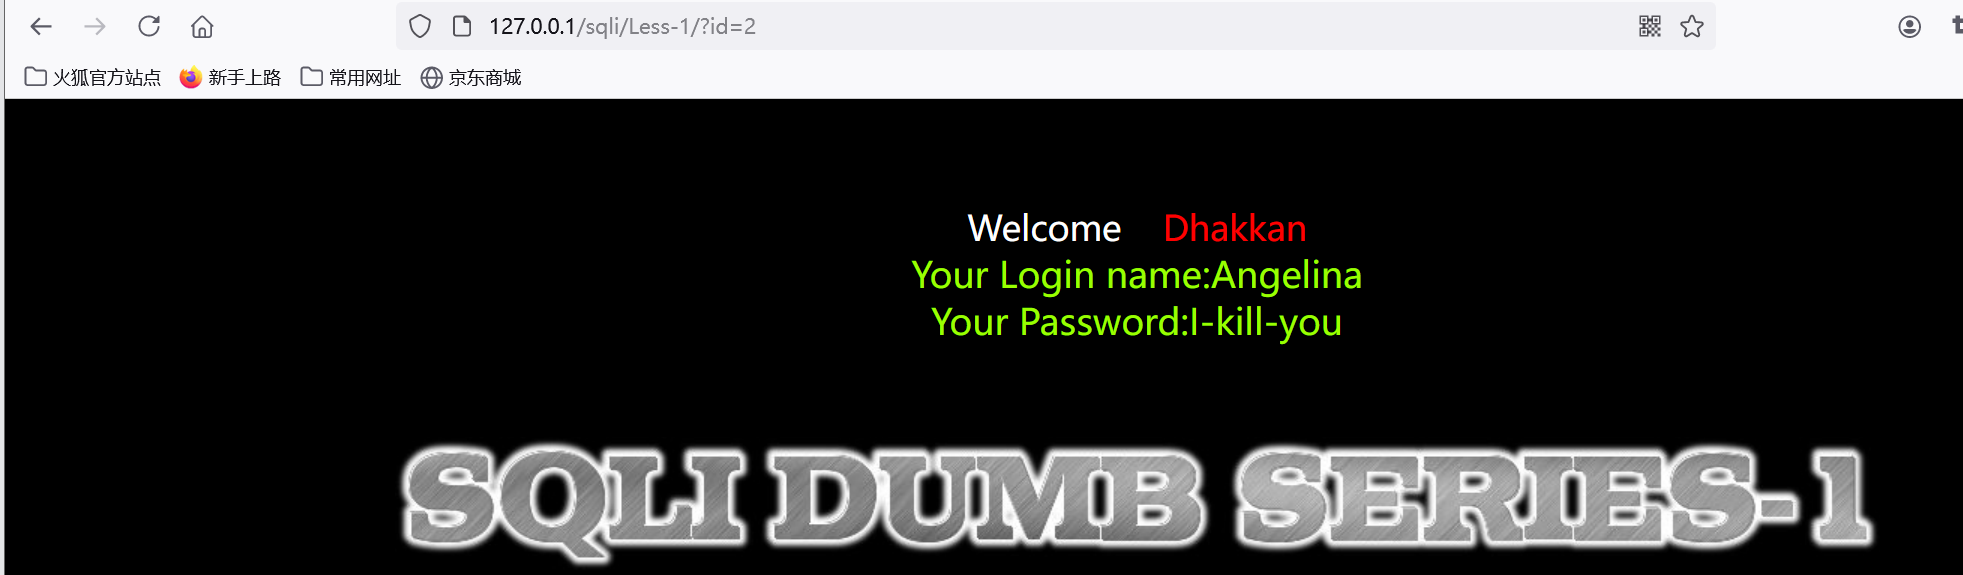 127.0.0.1/sqli/Less-1/?id=2
火狐官方站点 新手上路 常用网址 京东商城
Welcome Dhakkan
Your Login name:Angelina
Your Password:I-kill-you
SQLI DUMB SERIES-1